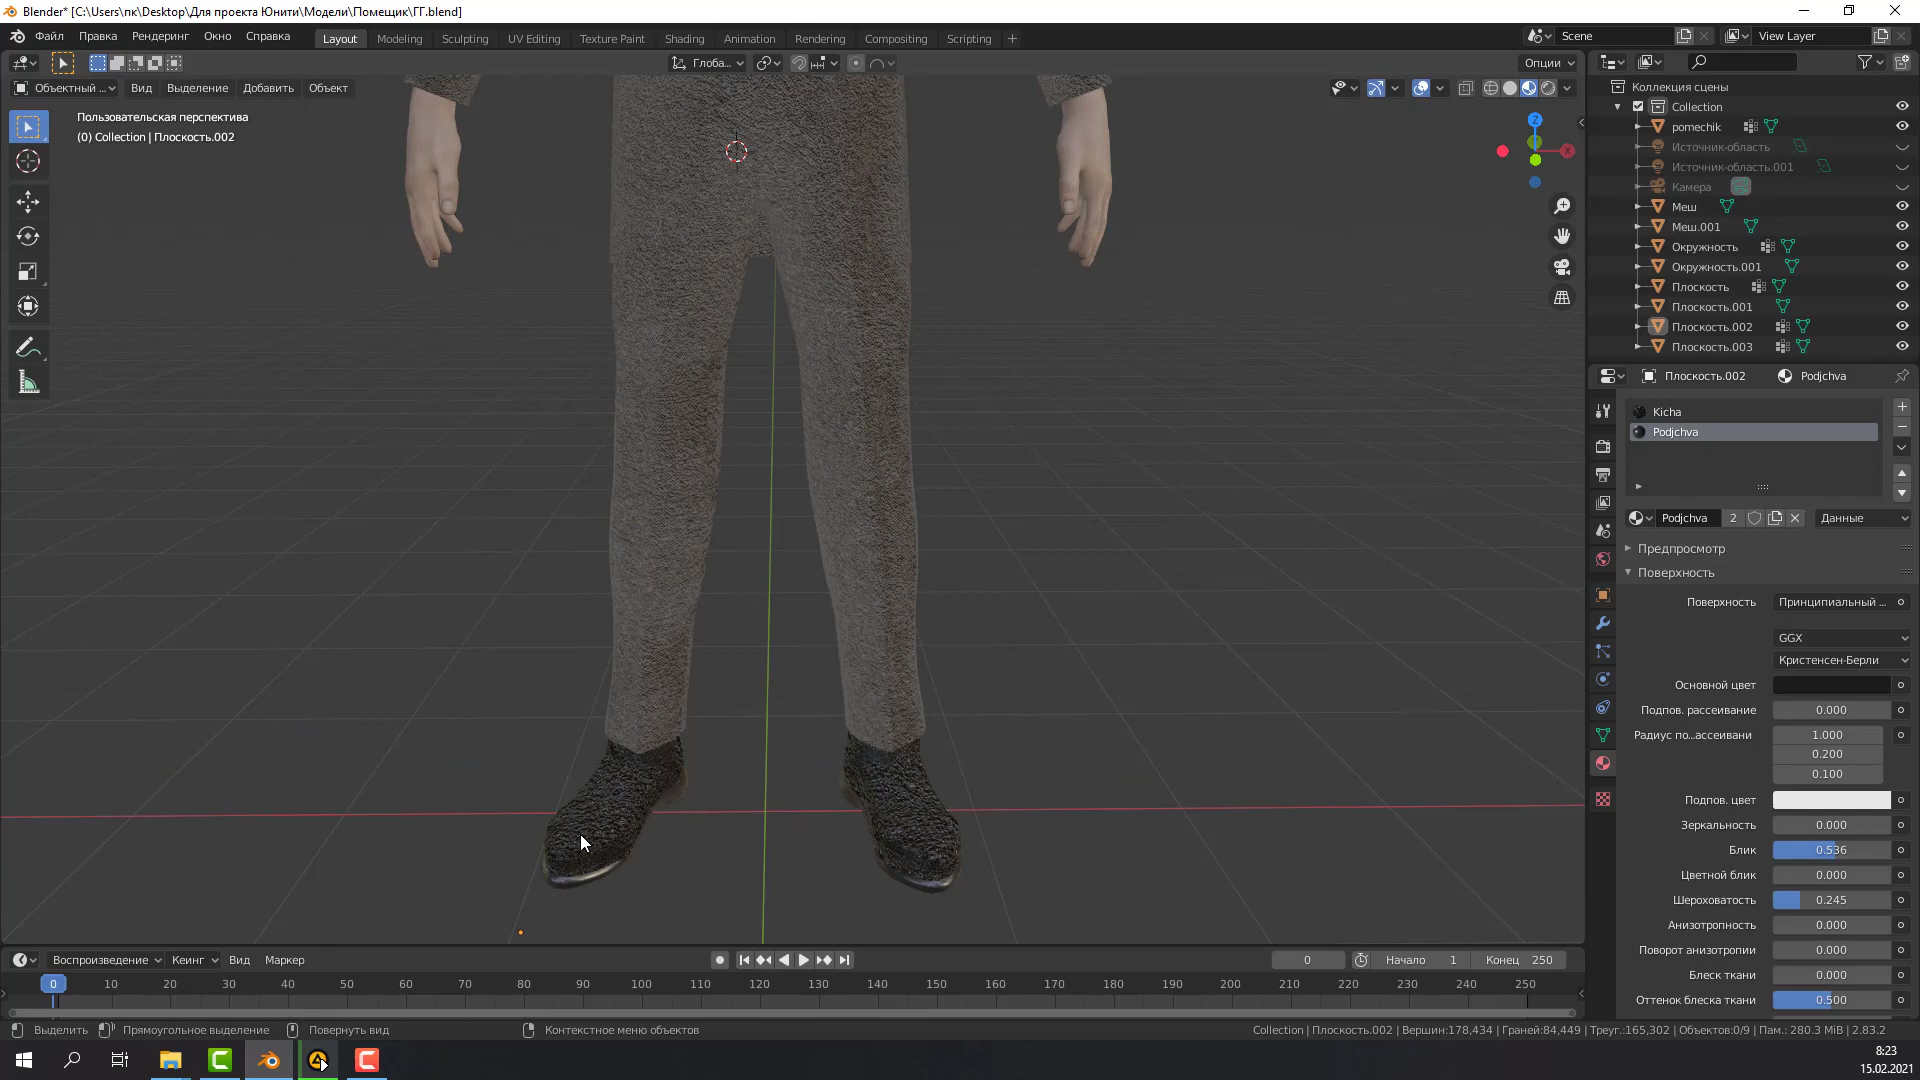 Blender* [C:\Users\пк\Desktop\Для проекта Юнити\Модели\Помещик\ГГ.blend]
Файл Правка Рендеринг Окно Справка Layout Modeling Sculpting UV Editing Texture Paint Shading Animation Rendering Compositing Scripting + Scene View Layer
Глоба... Опции
Объектный ... Вид Выделение Добавить Объект
Пользовательская перспектива
(0) Collection | Плоскость.002
Z
X
Коллекция сцены
Collection
pomechik
Источник-область
Источник-область.001
Камера
Меш
Меш.001
Окружность
Окружность.001
Плоскость
Плоскость.001
Плоскость.002
Плоскость.003
Плоскость.002 Podjchva
Kicha
Podjchva
Podjchva 2 Данные
Предпросмотр
Поверхность
Поверхность Принципиальный ...
GGX
Кристенсен-Берли
Основной цвет
Подпов. рассеивание 0.000
Радиус по...ассеивани 1.000
0.200
0.100
Подпов. цвет
Зеркальность 0.000
Блик 0.536
Цветной блик 0.000
Шероховатость 0.245
Анизотропность 0.000
Поворот анизотропии 0.000
Блеск ткани 0.000
Оттенок блеска ткани 0.500
Воспроизведение Кеинг Вид Маркер 0 Начало 1 Конец 250
0 10 20 30 40 50 60 70 80 90 100 110 120 130 140 150 160 170 180 190 200 210 220 230 240 250
Выделить Прямоугольное выделение Повернуть вид Контекстное меню объектов Collection | Плоскость.002 | Вершин:178,434 | Граней:84,449 | Треуг.:165,302 | Объектов:0/9 | Пам.: 280.3 MiB | 2.83.2
8:23
15.02.2021